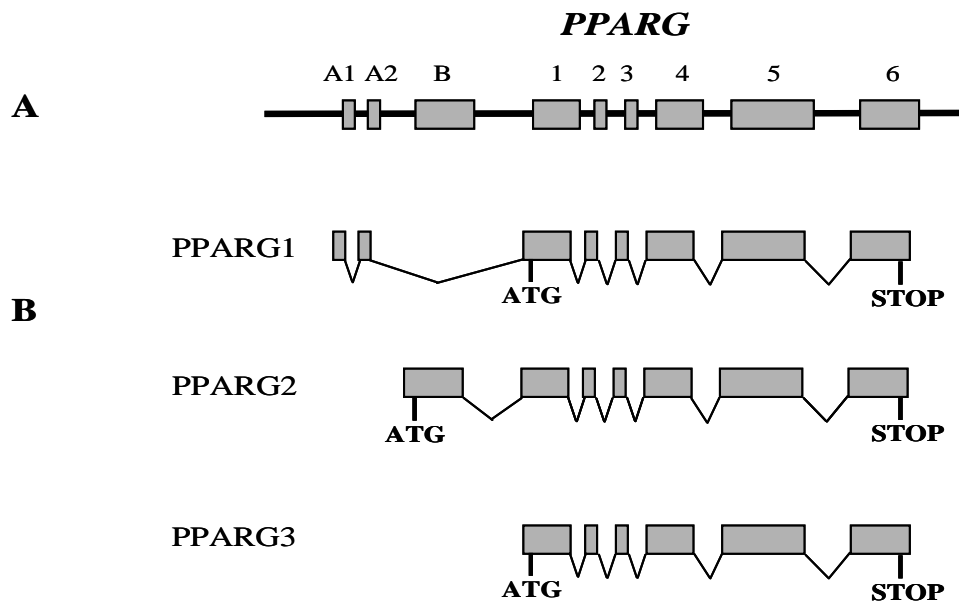 PPARG
A1 A2 B 1 2 3 4 5 6
A
PPARG1
ATG STOP
B
PPARG2
ATG STOP
PPARG3
ATG STOP